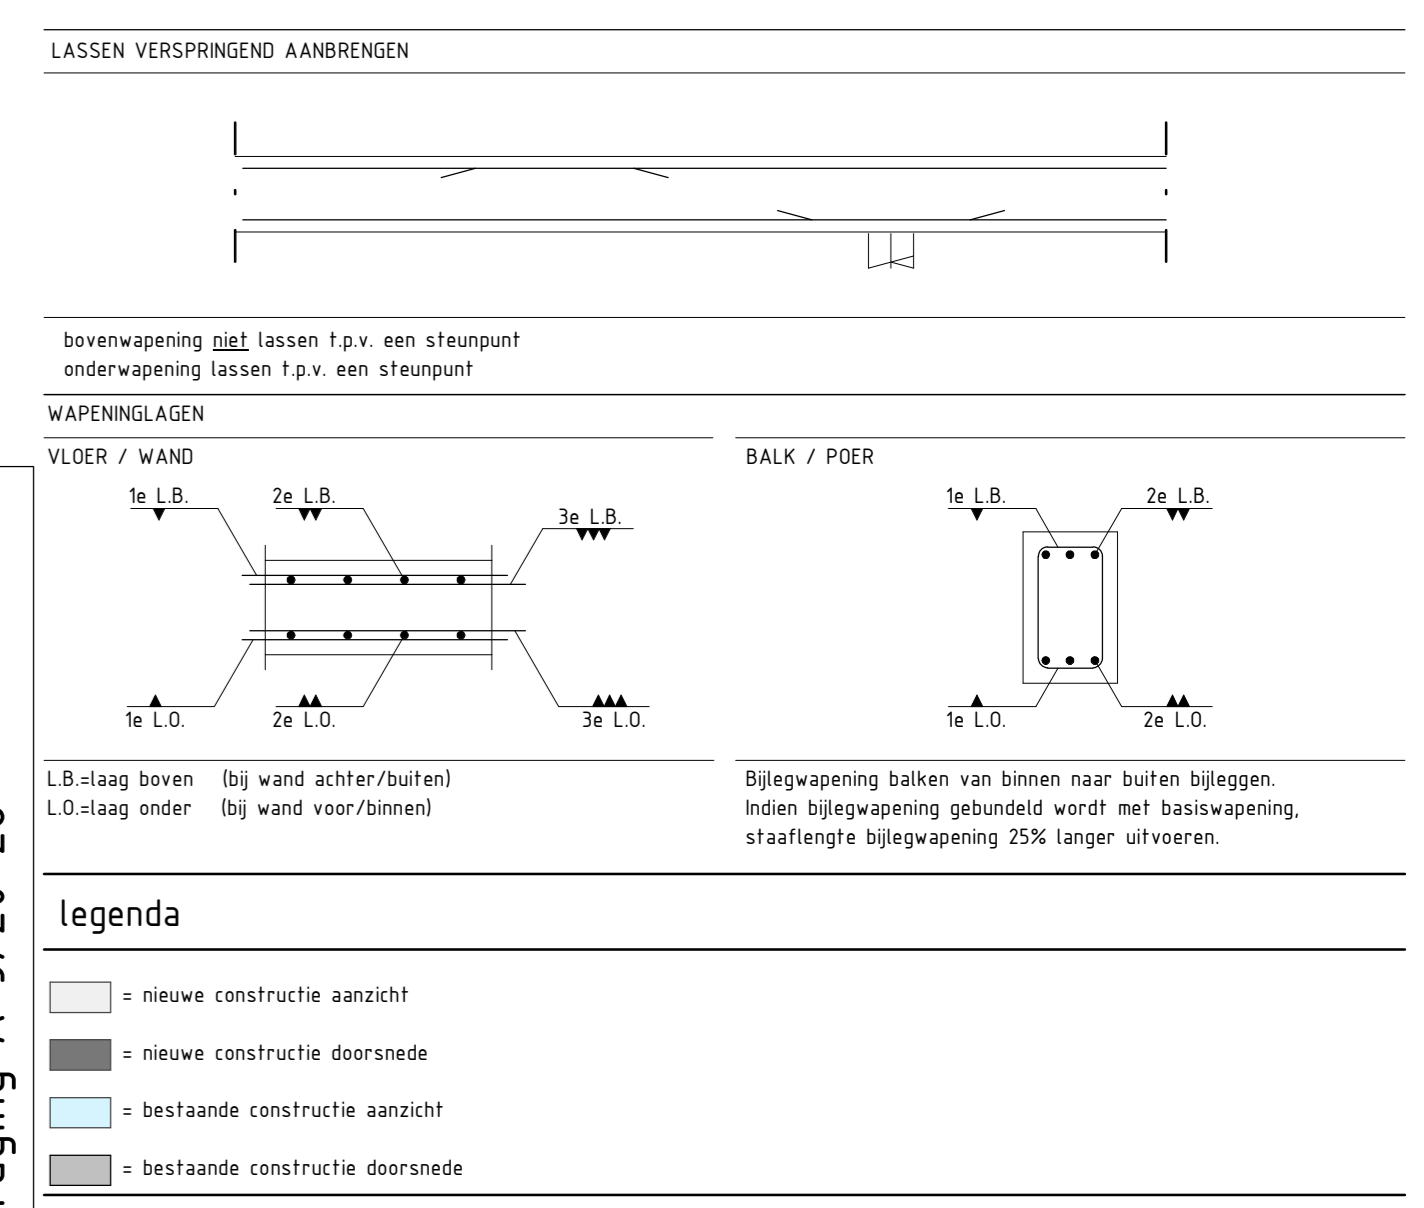 LASSEN VERSPRINGEND AANBRENGEN
bovenwapening niet lassen t.p.v. een steunpunt
onderwapening lassen t.p.v. een steunpunt
WAPENINGLAGEN
VLOER / WAND
1e L.B.
2e L.B.
3e L.B.
1e L.O.
2e L.O.
3e L.O.
L.B.=laag boven (bij wand achter/buiten)
L.O.=laag onder (bij wand voor/binnen)
BALK / POER
1e L.B.
2e L.B.
1e L.O.
2e L.O.
Bijlegwapening balken van binnen naar buiten bijleggen.
Indien bijlegwapening gebundeld wordt met basiswapening,
staaflengte bijlegwapening 25% langer uitvoeren.
legenda
= nieuwe constructie aanzicht
= nieuwe constructie doorsnede
= bestaande constructie aanzicht
= bestaande constructie doorsnede